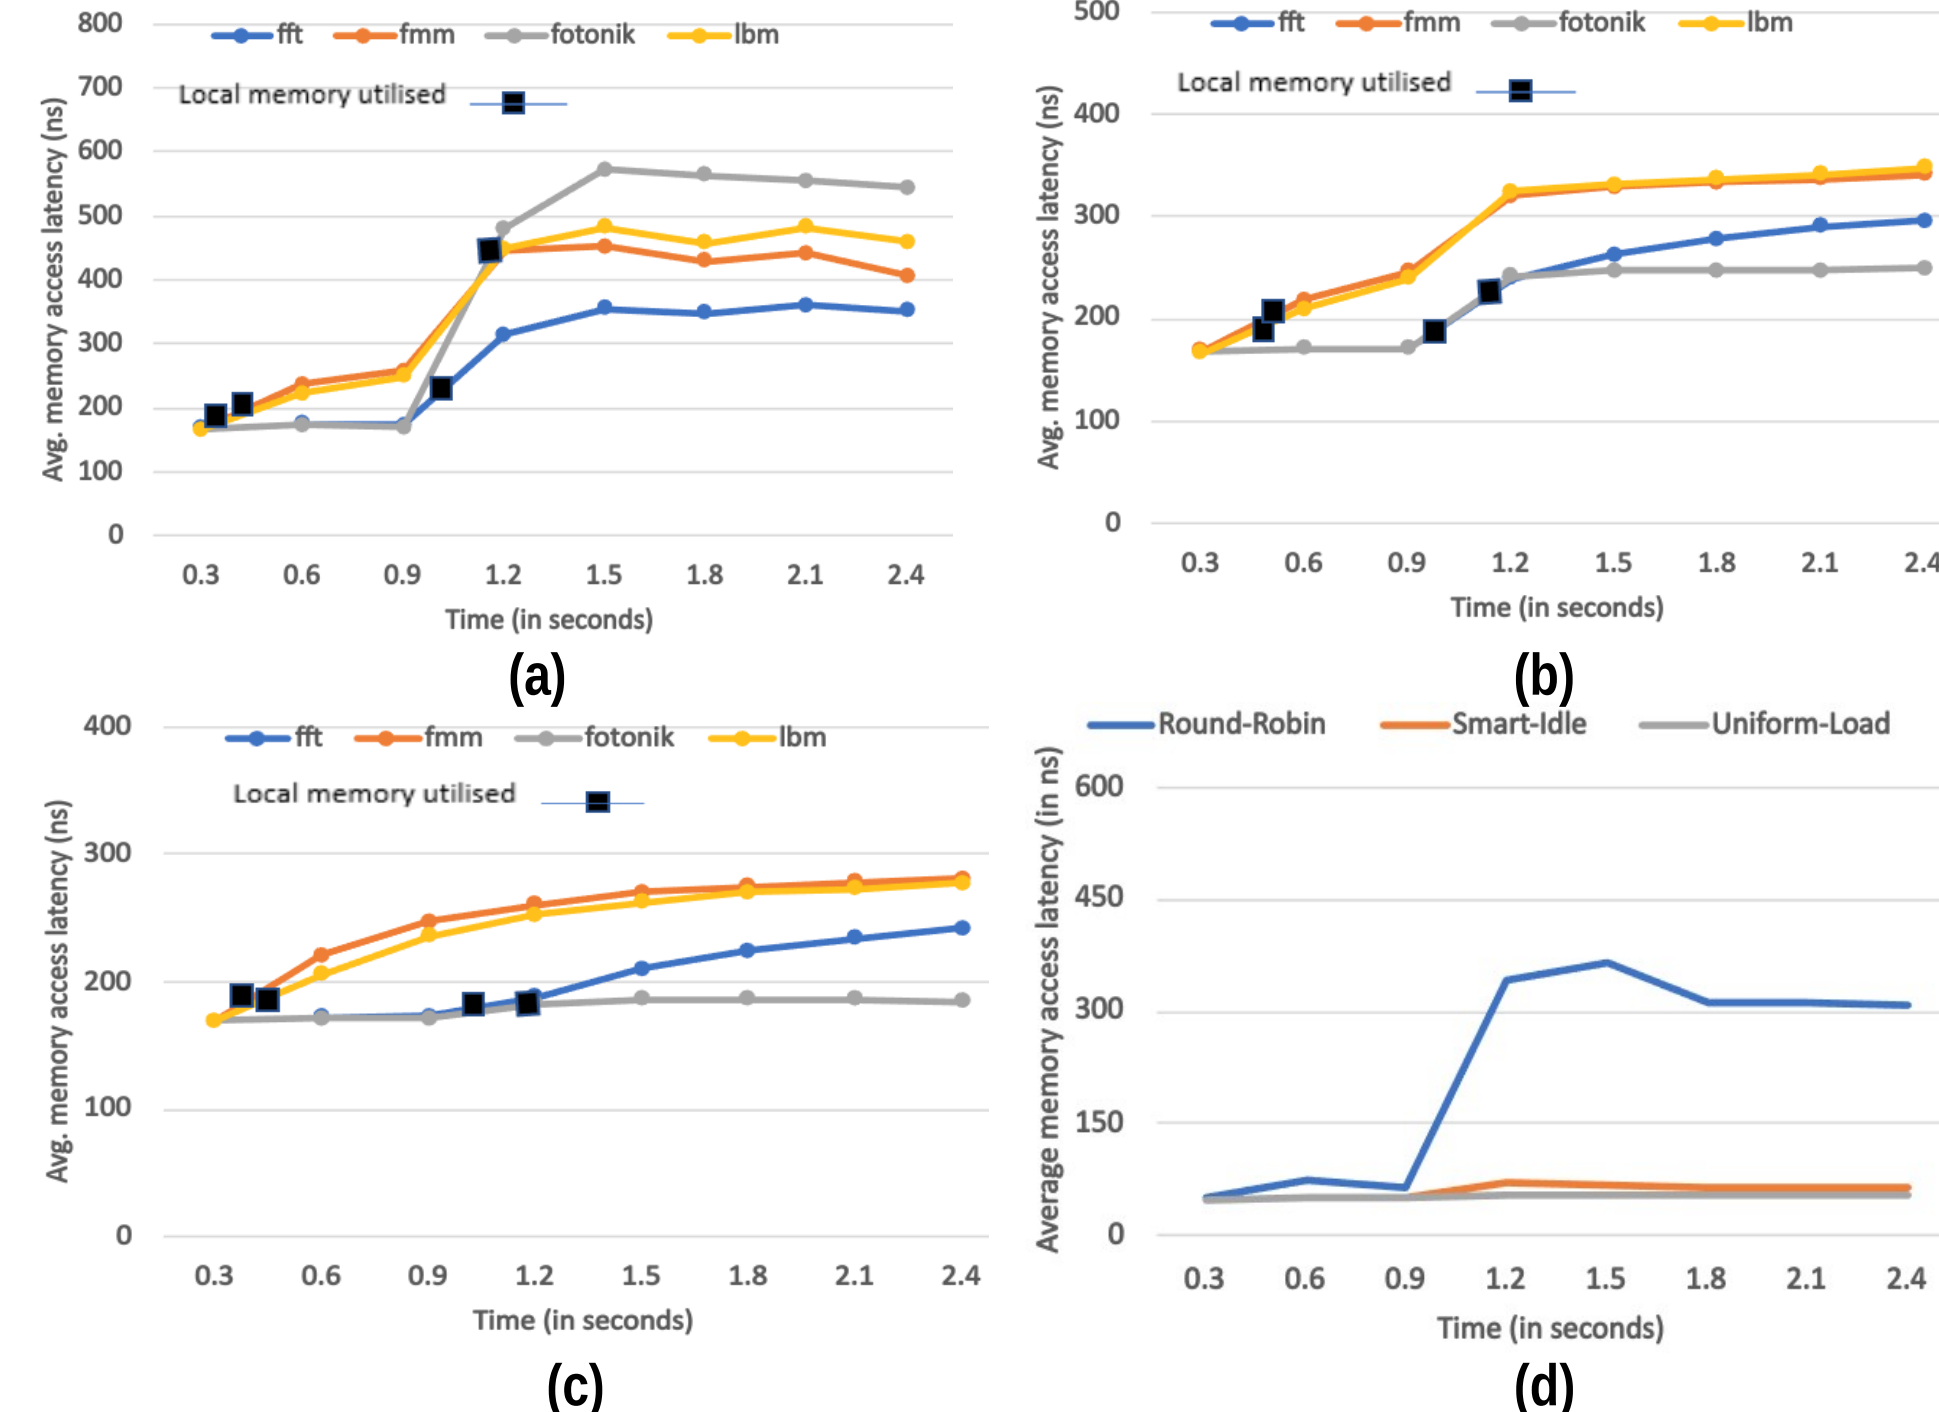 800
fft fmm fotonik lbm
700
Local memory utilised
600
500
400
300
200
100
0
Avg. memory access latency (ns)
0.3 0.6 0.9 1.2 1.5 1.8 2.1 2.4
Time (in seconds)
(a)
500
fft fmm fotonik lbm
Local memory utilised
400
300
200
100
0
Avg. memory access latency (ns)
0.3 0.6 0.9 1.2 1.5 1.8 2.1 2.4
Time (in seconds)
(b)
400
fft fmm fotonik lbm
Local memory utilised
300
200
100
0
Avg. memory access latency (ns)
0.3 0.6 0.9 1.2 1.5 1.8 2.1 2.4
Time (in seconds)
(c)
Round-Robin Smart-Idle Uniform-Load
600
450
300
150
0
Average memory access latency (in ns)
0.3 0.6 0.9 1.2 1.5 1.8 2.1 2.4
Time (in seconds)
(d)